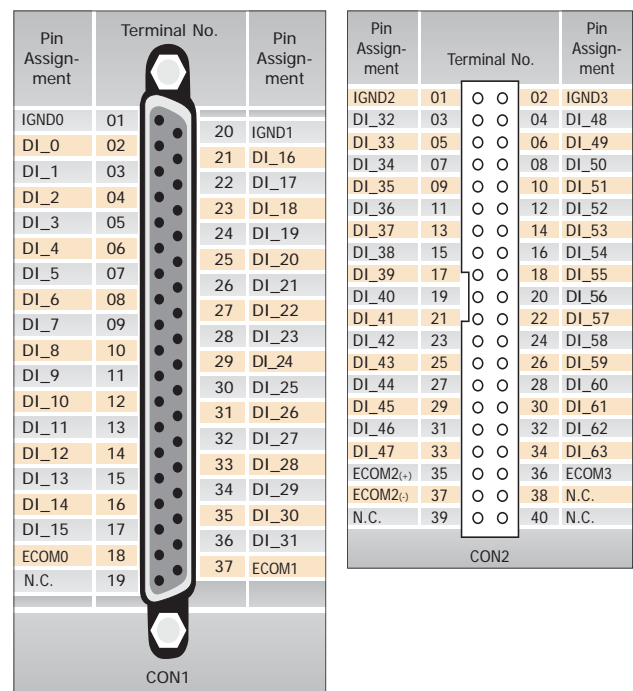 Pin
Assign-
ment
Terminal No.
Pin
Assign-
ment
IGND0 01
20 IGND1
DI_0 02
21 DI_16
DI_1 03
22 DI_17
DI_2 04
23 DI_18
DI_3 05
24 DI_19
DI_4 06
25 DI_20
DI_5 07
26 DI_21
DI_6 08
27 DI_22
DI_7 09
28 DI_23
DI_8 10
29 DI_24
DI_9 11
30 DI_25
DI_10 12
31 DI_26
DI_11 13
32 DI_27
DI_12 14
33 DI_28
DI_13 15
34 DI_29
DI_14 16
35 DI_30
DI_15 17
36 DI_31
ECOM0 18
37 ECOM1
N.C. 19
CON1
Pin
Assign-
ment
Terminal No.
Pin
Assign-
ment
IGND2 01 02 IGND3
DI_32 03 04 DI_48
DI_33 05 06 DI_49
DI_34 07 08 DI_50
DI_35 09 10 DI_51
DI_36 11 12 DI_52
DI_37 13 14 DI_53
DI_38 15 16 DI_54
DI_39 17 18 DI_55
DI_40 19 20 DI_56
DI_41 21 22 DI_57
DI_42 23 24 DI_58
DI_43 25 26 DI_59
DI_44 27 28 DI_60
DI_45 29 30 DI_61
DI_46 31 32 DI_62
DI_47 33 34 DI_63
ECOM2(+) 35 36 ECOM3
ECOM2(-) 37 38 N.C.
N.C. 39 40 N.C.
CON2